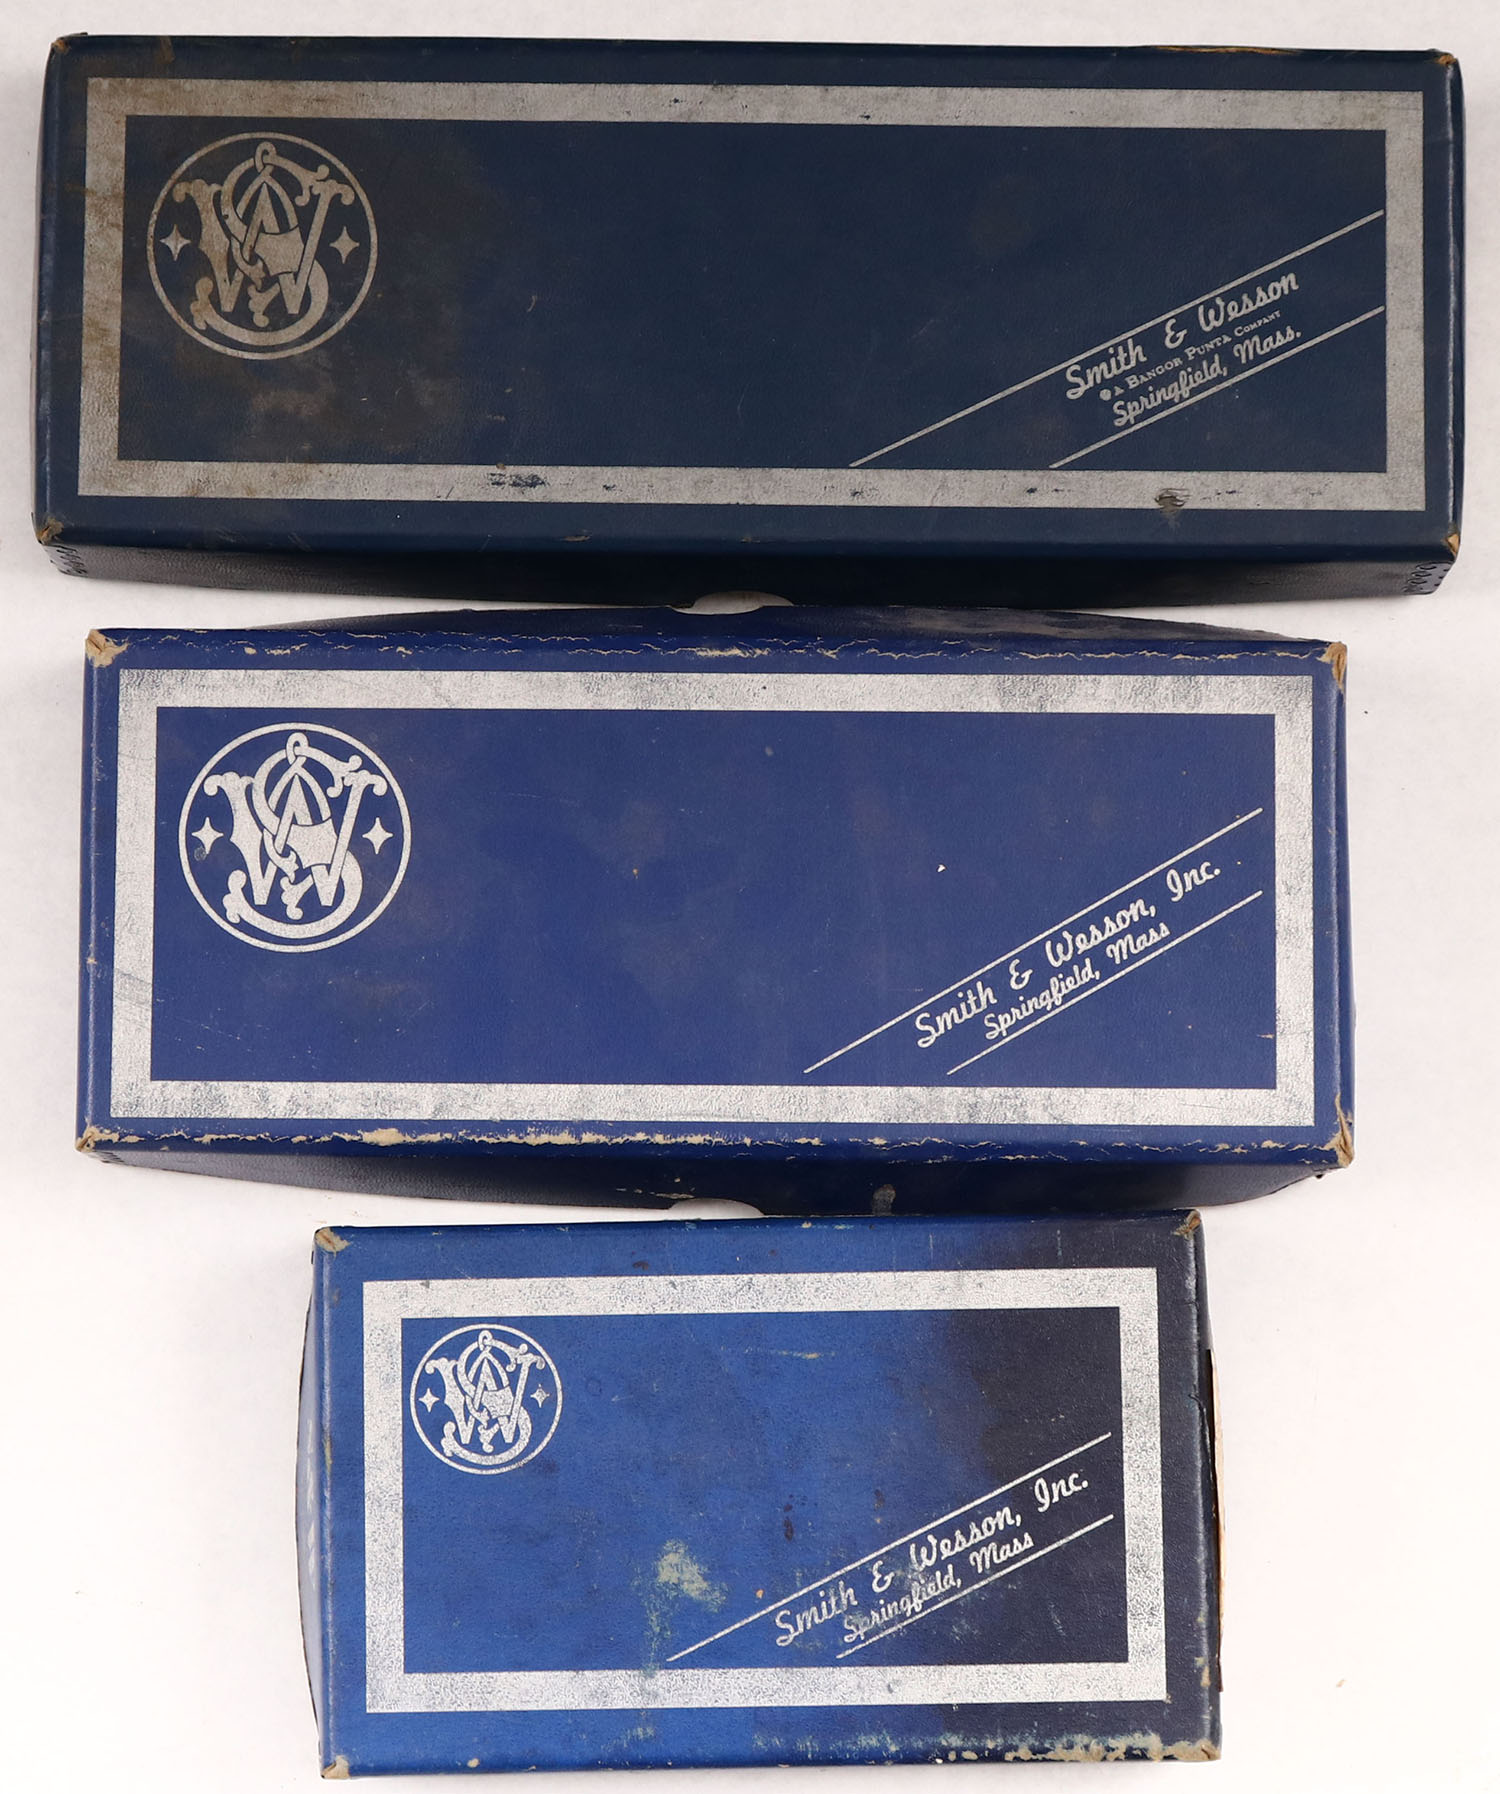 Smith & Wesson
A BANGOR PUNTA COMPANY
Springfield, Mass.
Smith & Wesson, Inc.
Springfield, Mass
Smith & Wesson, Inc.
Springfield, Mass